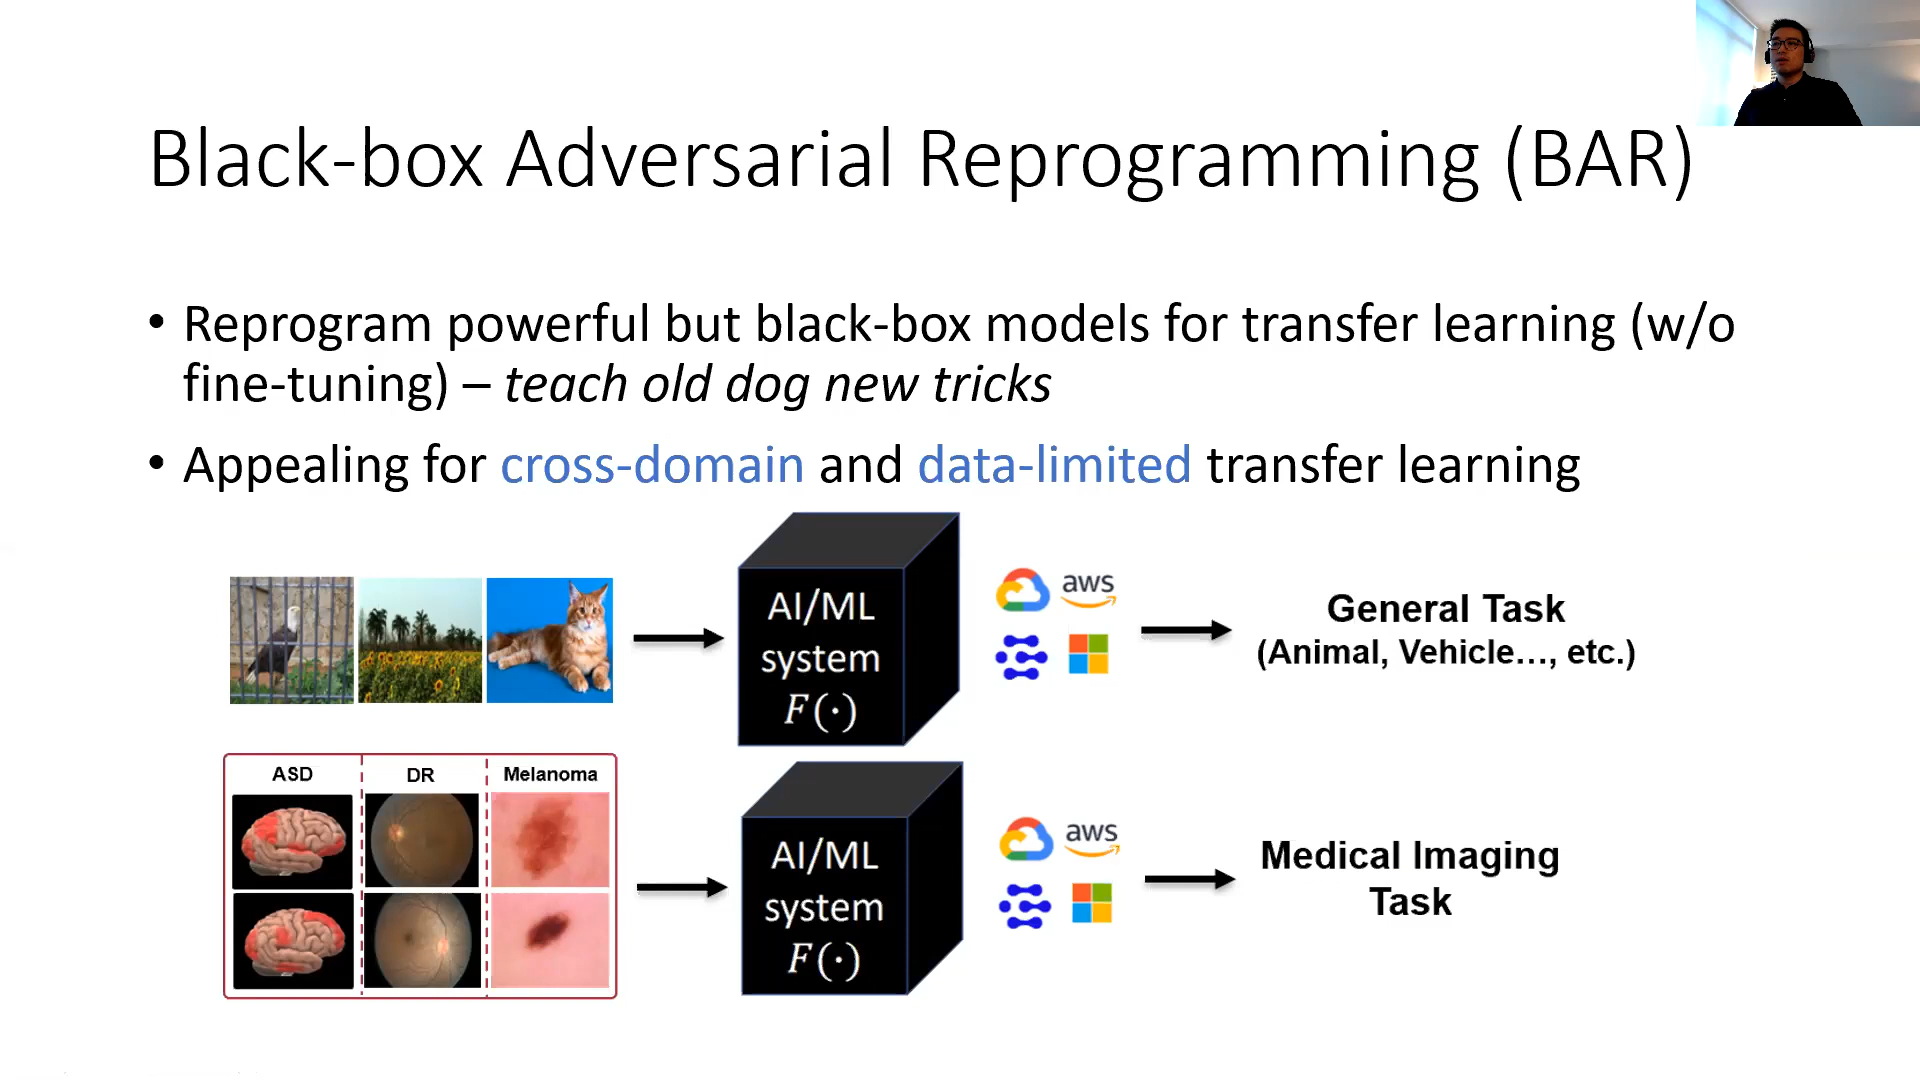 Black-box Adversarial Reprogramming (BAR)
• Reprogram powerful but black-box models for transfer learning (w/o
fine-tuning) – teach old dog new tricks
• Appealing for cross-domain and data-limited transfer learning
AI/ML
system
F(·)
aws
General Task
(Animal, Vehicle…, etc.)
ASD
DR
Melanoma
AI/ML
system
F(·)
aws
Medical Imaging
Task